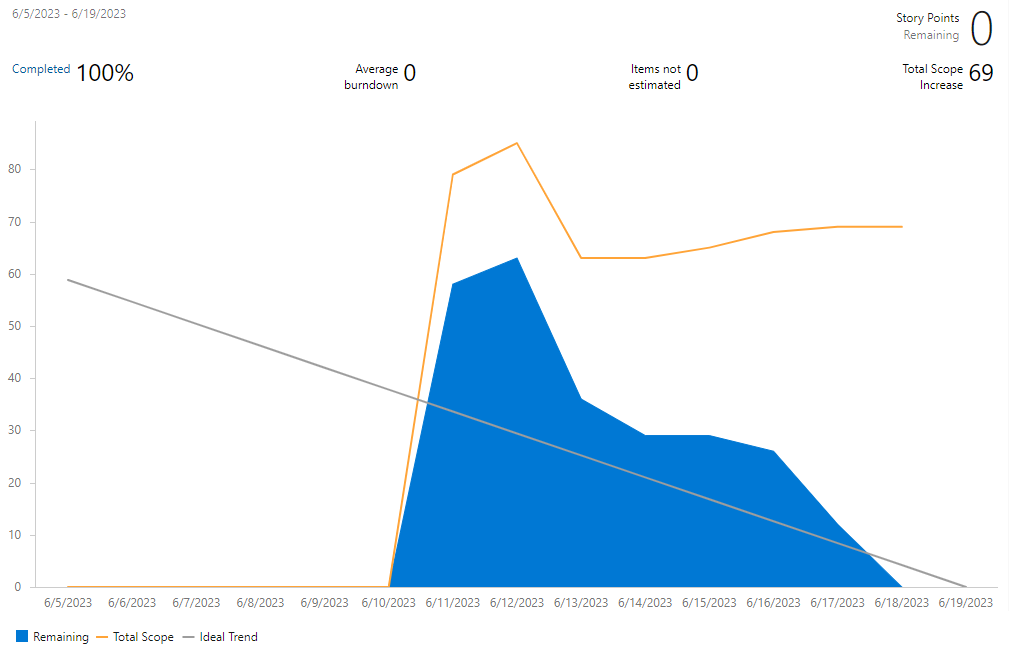 6/5/2023 - 6/19/2023
Story Points
Remaining
0
Completed 100%
Average
burndown
0
Items not
estimated
0
Total Scope
Increase
69
80
70
60
50
40
30
20
10
0
6/5/2023 6/6/2023 6/7/2023 6/8/2023 6/9/2023 6/10/2023 6/11/2023 6/12/2023 6/13/2023 6/14/2023 6/15/2023 6/16/2023 6/17/2023 6/18/2023 6/19/2023
Remaining Total Scope Ideal Trend